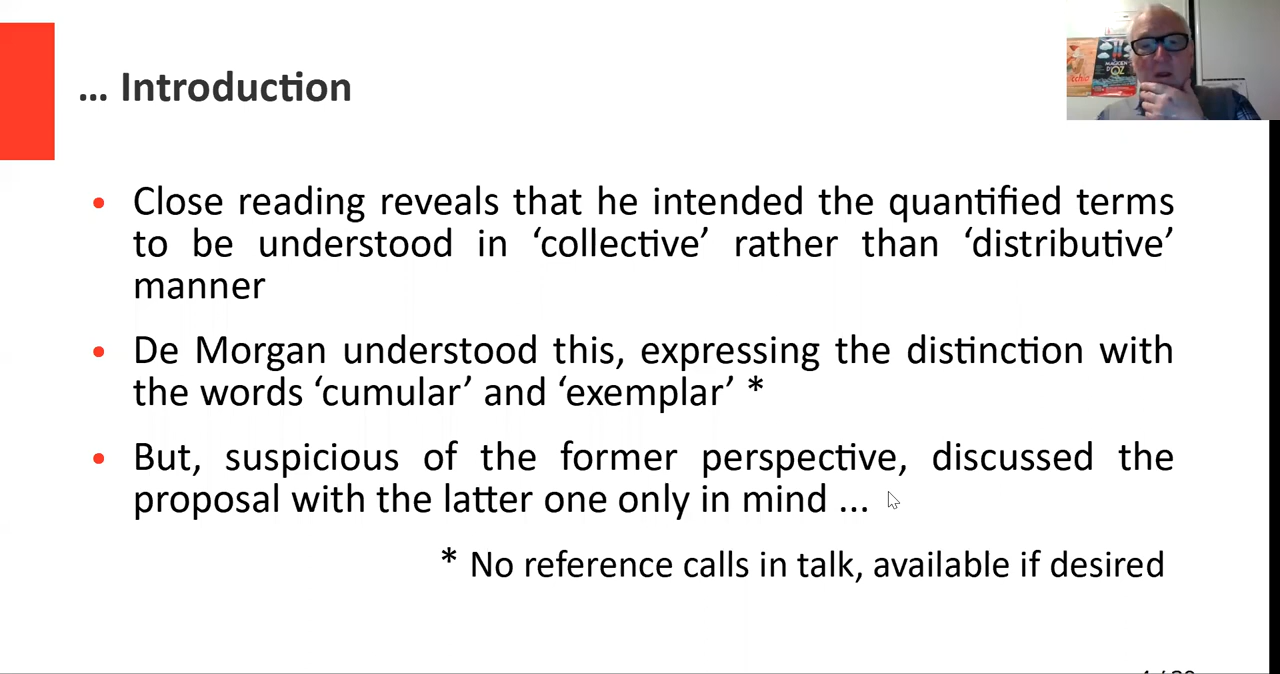 ... Introduction
• Close reading reveals that he intended the quantified terms
to be understood in ‘collective’ rather than ‘distributive’
manner
• De Morgan understood this, expressing the distinction with
the words ‘cumular’ and ‘exemplar’ *
• But, suspicious of the former perspective, discussed the
proposal with the latter one only in mind ...
* No reference calls in talk, available if desired